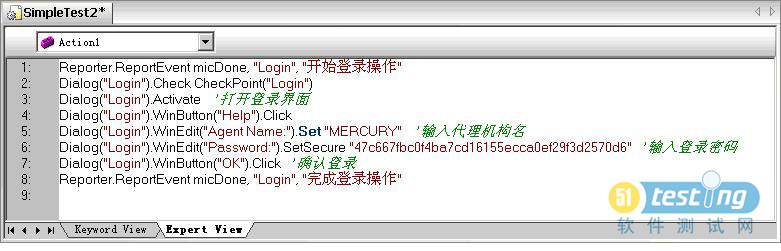 SimpleTest2*
Action1
1: Reporter.ReportEvent micDone, "Login", "开始登录操作"
2: Dialog("Login").Check CheckPoint("Login")
3: Dialog("Login").Activate '打开登录界面
4: Dialog("Login").WinButton("Help").Click
5: Dialog("Login").WinEdit("Agent Name:").Set "MERCURY" '输入代理机构名
6: Dialog("Login").WinEdit("Password:").SetSecure "47c667fbc0f4ba7cd16155ecca0ef29f3d2570d6" '输入登录密码
7: Dialog("Login").WinButton("OK").Click '确认登录
8: Reporter.ReportEvent micDone, "Login", "完成登录操作"
9:
51testing
软件测试网
Keyword View Expert View